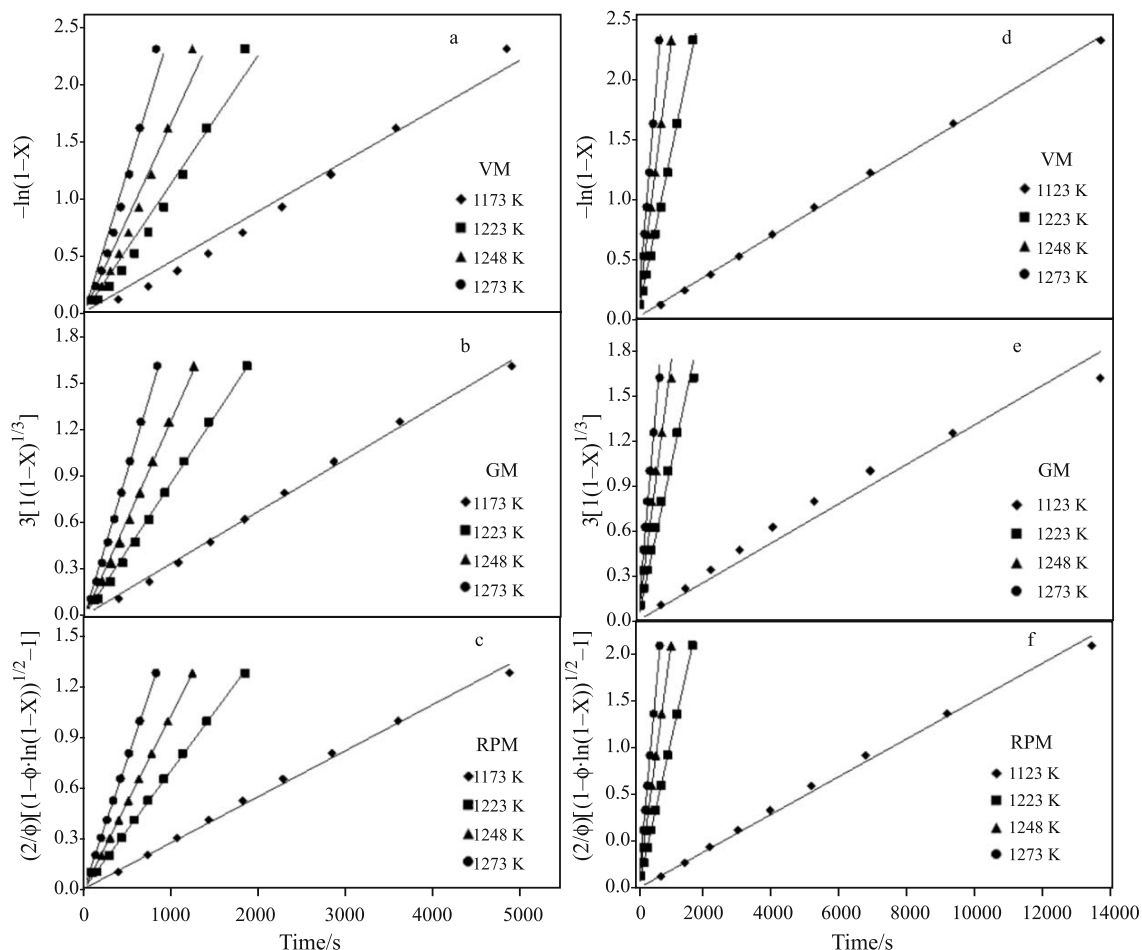 2.5
2.0
1.5
1.0
0.5
0.0
–ln(1–X)
a
VM
1173 K
1223 K
1248 K
1273 K
1.8
1.5
1.2
0.9
0.6
0.3
0.0
3[1(1–X)^1/3]
b
GM
1173 K
1223 K
1248 K
1273 K
1.5
1.2
0.9
0.6
0.3
0.0
(2/ϕ)[(1–ϕ·ln(1–X))^1/2–1]
c
RPM
1173 K
1223 K
1248 K
1273 K
0 1000 2000 3000 4000 5000
Time/s
2.5
2.0
1.5
1.0
0.5
0.0
–ln(1–X)
d
VM
1123 K
1223 K
1248 K
1273 K
1.8
1.5
1.2
0.0
0.6
0.3
0.0
3[1(1–X)^1/3]
e
GM
1123 K
1223 K
1248 K
1273 K
2.0
1.5
1.0
0.5
0.0
0.0
(2/ϕ)[(1–ϕ·ln(1–X))^1/2–1]
f
RPM
1123 K
1223 K
1248 K
1273 K
0 2000 4000 6000 8000 10000 12000 14000
Time/s